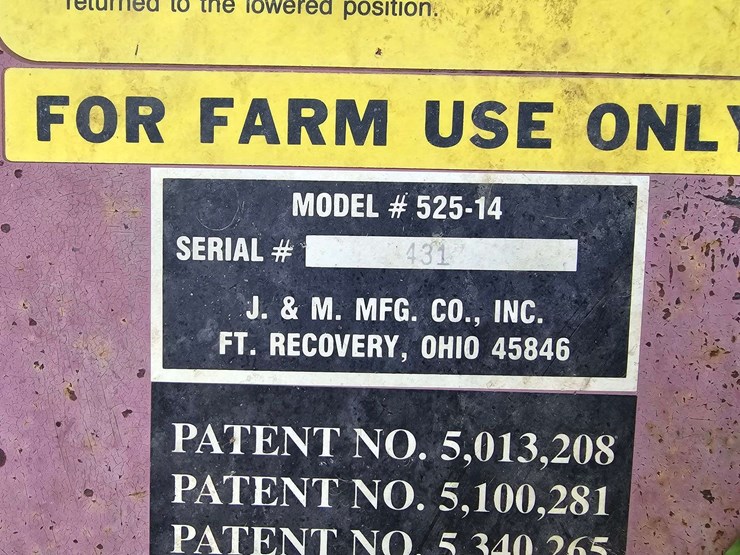 returned to the lowered position.
FOR FARM USE ONLY
MODEL # 525-14
SERIAL # 431
J. & M. MFG. CO., INC.
FT. RECOVERY, OHIO 45846
PATENT NO. 5,013,208
PATENT NO. 5,100,281
PATENT NO. 5,340,265